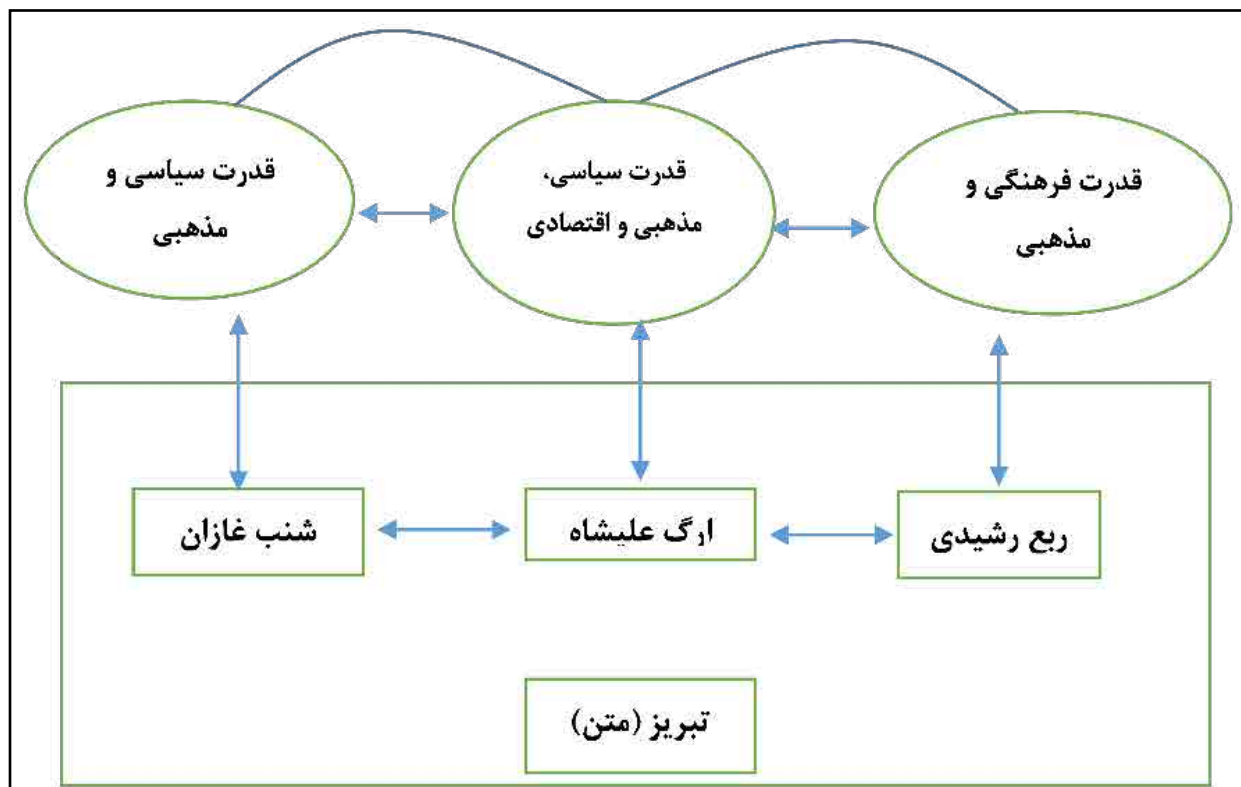 قدرت فرهنگی و
مذهبی
قدرت سیاسی،
مذهبی و اقتصادی
قدرت سیاسی و
مذهبی
ربع رشیدی
ارگ علیشاه
شنب غازان
تبریز (متن)